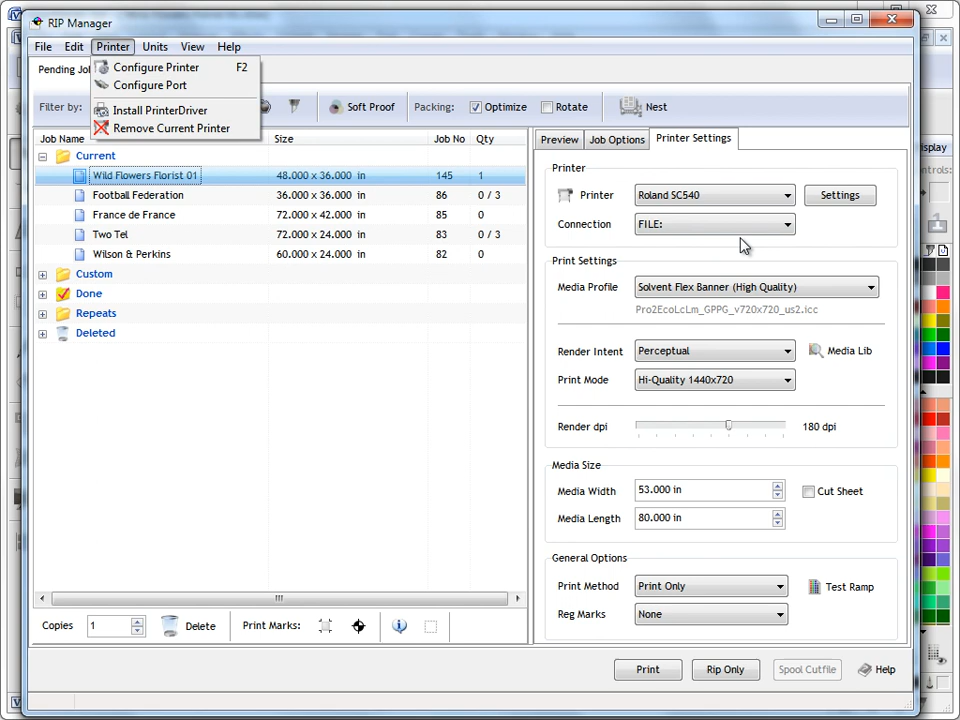 RIP Manager
File Edit Printer Units View Help
Configure Printer F2
Configure Port
Install PrinterDriver
Remove Current Printer
Pending Jo
Filter by: Soft Proof Packing: Optimize Rotate Nest
Job Name Size Job No Qty
Current
Wild Flowers Florist 01 48.000 x 36.000 in 145 1
Football Federation 36.000 x 36.000 in 86 0 / 3
France de France 72.000 x 42.000 in 85 0
Two Tel 72.000 x 24.000 in 83 0 / 3
Wilson & Perkins 60.000 x 24.000 in 82 0
Custom
Done
Repeats
Deleted
Copies 1 Delete Print Marks:
Preview Job Options Printer Settings
Printer
Printer Roland SC540 Settings
Connection FILE:
Print Settings
Media Profile Solvent Flex Banner (High Quality)
Pro2EcoLcLm_GPPG_v720x720_us2.icc
Render Intent Perceptual Media Lib
Print Mode Hi-Quality 1440x720
Render dpi 180 dpi
Media Size
Media Width 53.000 in Cut Sheet
Media Length 80.000 in
General Options
Print Method Print Only Test Ramp
Reg Marks None
Print Rip Only Spool Cutfile Help
isplay
ntrols: